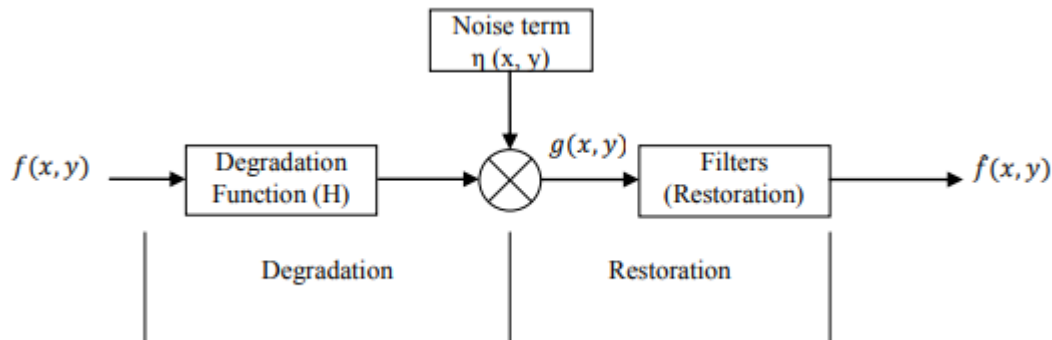 Noise term
η (x, y)
f(x, y)
Degradation
Function (H)
g(x, y)
Filters
(Restoration)
f̂(x, y)
Degradation
Restoration